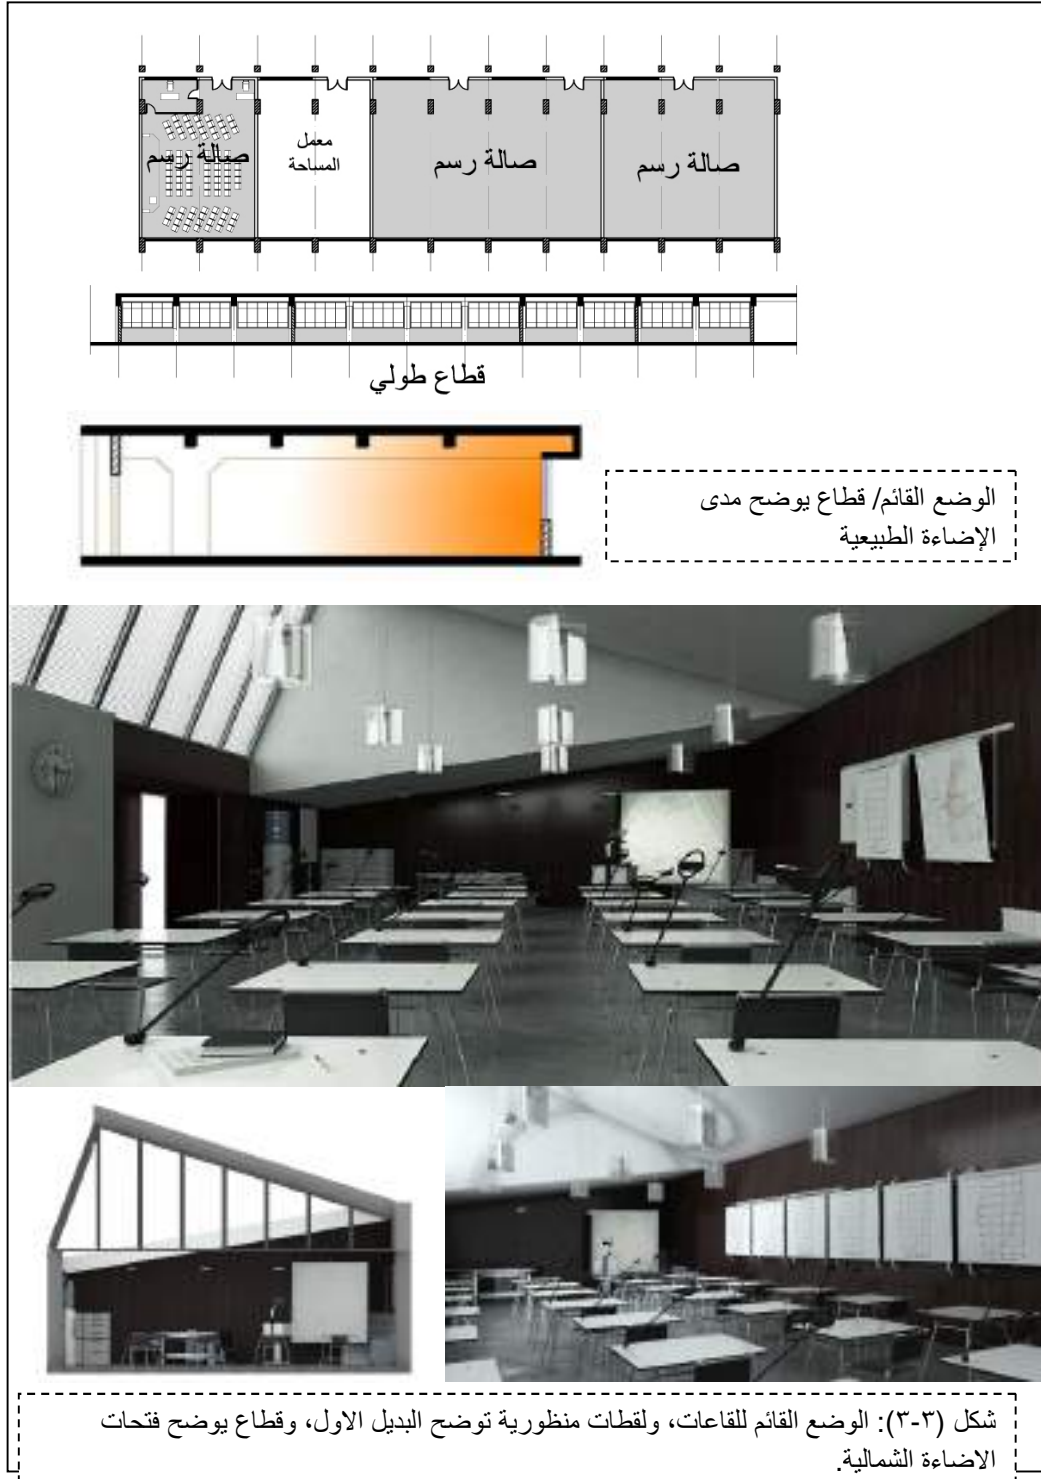 صالة رسم
معمل
المساحة
صالة رسم
صالة رسم
قطاع طولي
الوضع القائم/ قطاع يوضح مدى
الإضاءة الطبيعية
شكل (٣-٣): الوضع القائم للقاعات، ولقطات منظورية توضح البديل الاول، وقطاع يوضح فتحات
الاضاءة الشمالية.